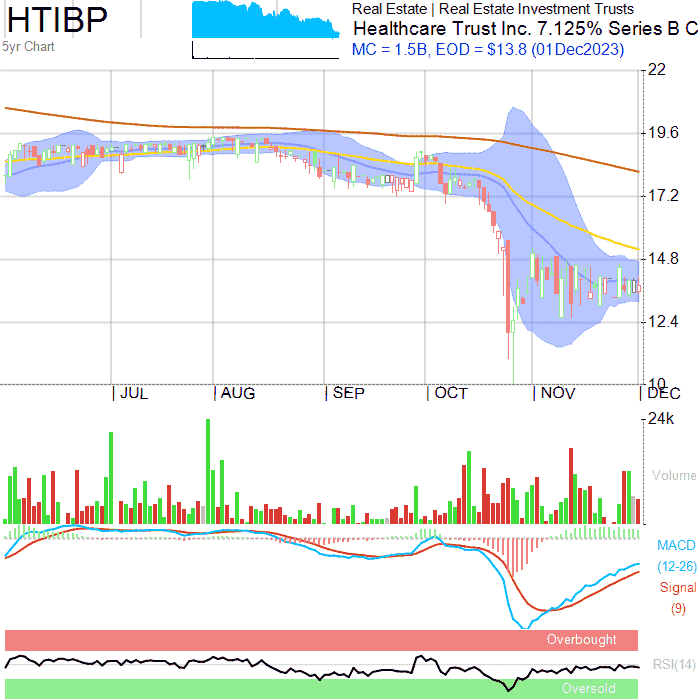 HTIBP
5yr Chart
Real Estate | Real Estate Investment Trusts
Healthcare Trust Inc. 7.125% Series B C
MC = 1.5B, EOD = $13.8 (01Dec2023)
22
19.6
17.2
14.8
12.4
10
JUL AUG SEP OCT NOV DEC
24k
Volume
MACD
(12-26)
Signal
(9)
Overbought
RSI(14)
Oversold